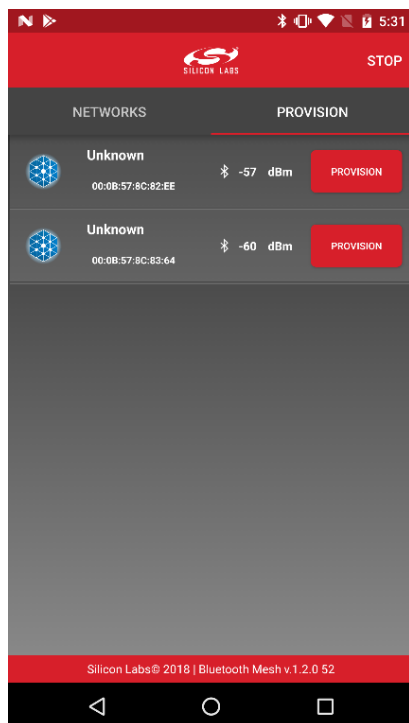 5:31
SILICON LABS
STOP
NETWORKS
PROVISION
Unknown
00:0B:57:8C:82:EE
-57 dBm
PROVISION
Unknown
00:0B:57:8C:83:64
-60 dBm
PROVISION
Silicon Labs© 2018 | Bluetooth Mesh v.1.2.0 52